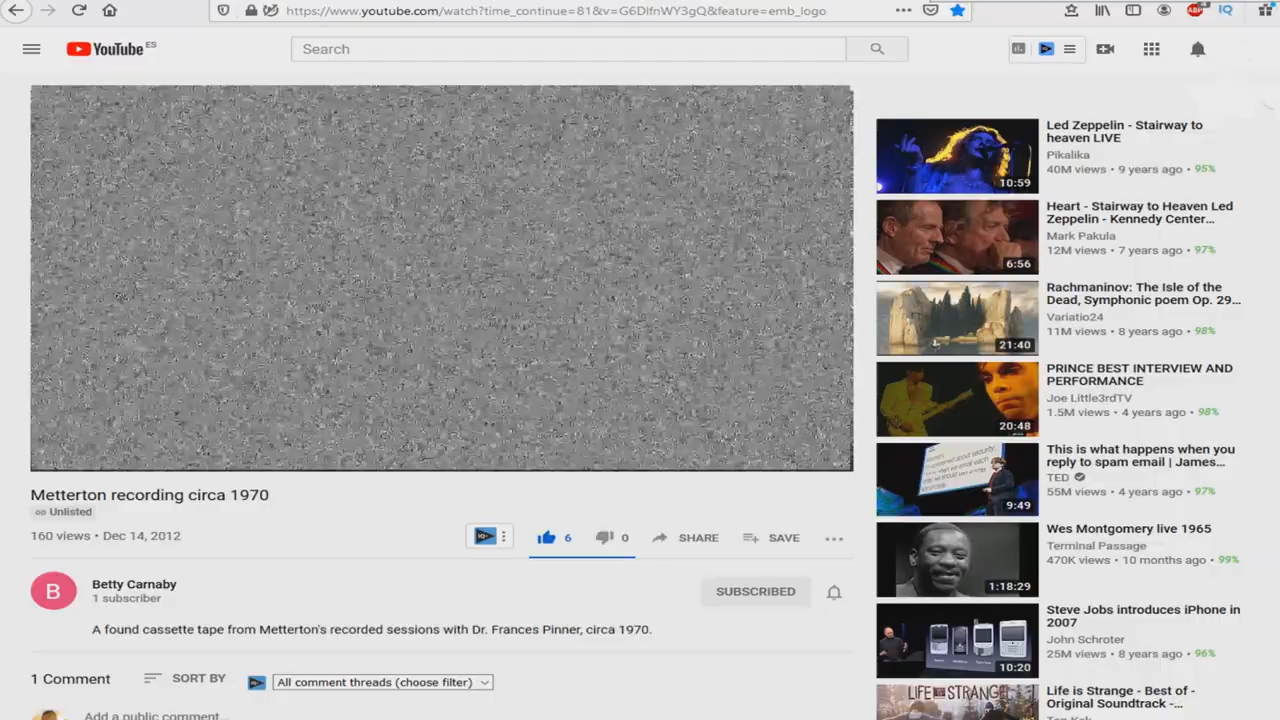 https://www.youtube.com/watch?time_continue=81&v=G6DlfnWY3gQ&feature=emb_logo
ABP
IQ
YouTube ES
Search
Led Zeppelin - Stairway to
heaven LIVE
Pikalika
40M views • 9 years ago • 95%
10:59
Heart - Stairway to Heaven Led
Zeppelin - Kennedy Center...
Mark Pakula
12M views • 7 years ago • 97%
6:56
Rachmaninov: The Isle of the
Dead, Symphonic poem Op. 29...
Variatio24
11M views • 8 years ago • 98%
21:40
PRINCE BEST INTERVIEW AND
PERFORMANCE
Joe Little3rdTV
1.5M views • 4 years ago • 98%
20:48
This is what happens when you
reply to spam email | James...
TED
55M views • 4 years ago • 97%
9:49
Wes Montgomery live 1965
Terminal Passage
470K views • 10 months ago • 99%
1:18:29
Steve Jobs introduces iPhone in
2007
John Schroter
25M views • 8 years ago • 96%
10:20
LIFE IS STRANGE
Life is Strange - Best of -
Original Soundtrack -...
Metterton recording circa 1970
Unlisted
160 views • Dec 14, 2012
6
0
SHARE
SAVE
B
Betty Carnaby
1 subscriber
SUBSCRIBED
A found cassette tape from Metterton's recorded sessions with Dr. Frances Pinner, circa 1970.
1 Comment
SORT BY
All comment threads (choose filter)
Add a public comment...